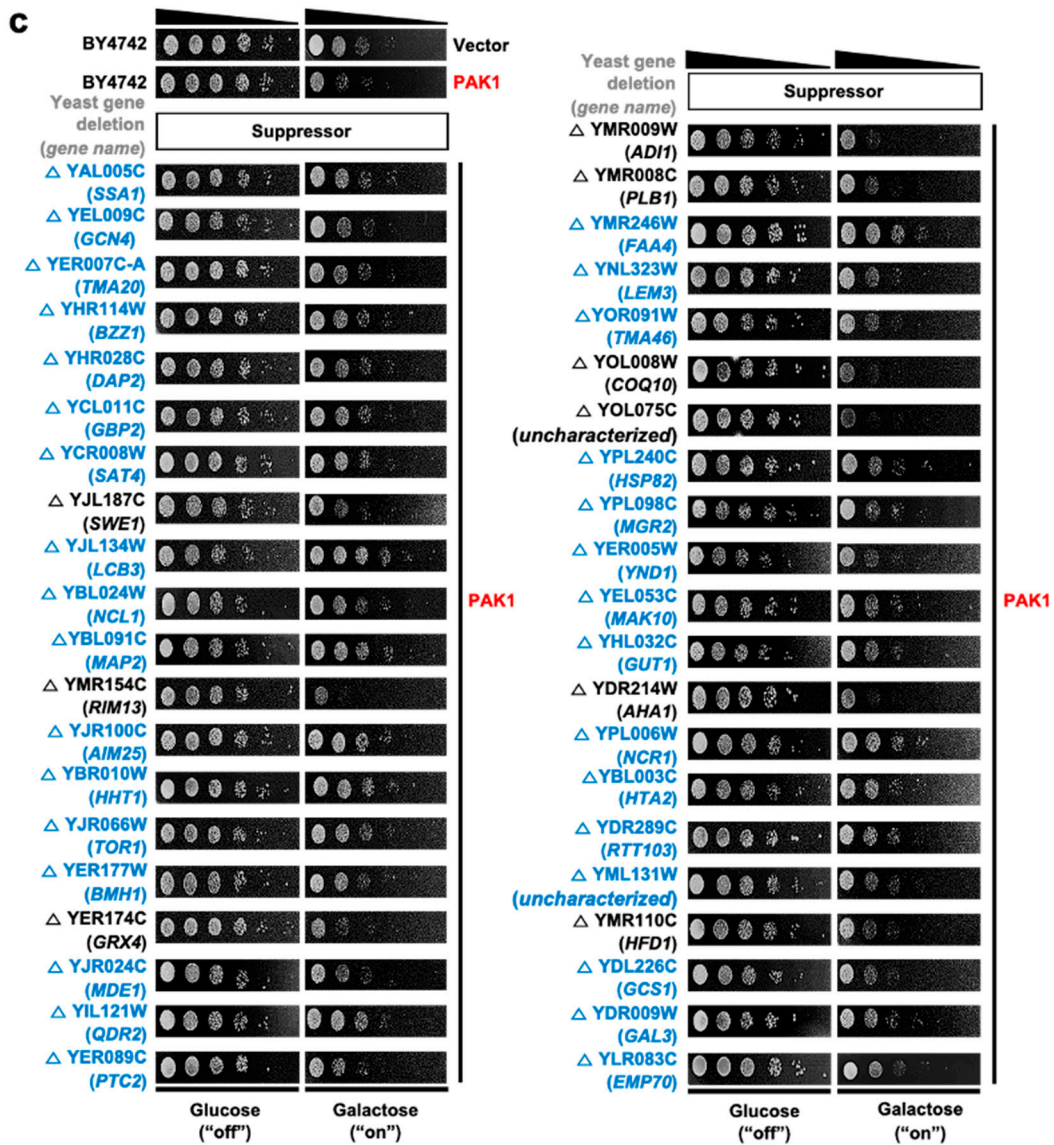 c
BY4742
Vector
BY4742
PAK1
Yeast gene
deletion
(gene name)
Suppressor
△ YAL005C
(SSA1)
△ YEL009C
(GCN4)
△ YER007C-A
(TMA20)
△ YHR114W
(BZZ1)
△ YHR028C
(DAP2)
△ YCL011C
(GBP2)
△ YCR008W
(SAT4)
△ YJL187C
(SWE1)
△ YJL134W
(LCB3)
△ YBL024W
(NCL1)
△YBL091C
(MAP2)
△ YMR154C
(RIM13)
△ YJR100C
(AIM25)
△ YBR010W
(HHT1)
△ YJR066W
(TOR1)
△ YER177W
(BMH1)
△ YER174C
(GRX4)
△ YJR024C
(MDE1)
△ YIL121W
(QDR2)
△ YER089C
(PTC2)
PAK1
Glucose
("off")
Galactose
("on")
Yeast gene
deletion
(gene name)
Suppressor
△ YMR009W
(ADI1)
△ YMR008C
(PLB1)
△ YMR246W
(FAA4)
△ YNL323W
(LEM3)
△ YOR091W
(TMA46)
△ YOL008W
(COQ10)
△ YOL075C
(uncharacterized)
△ YPL240C
(HSP82)
△ YPL098C
(MGR2)
△ YER005W
(YND1)
△ YEL053C
(MAK10)
△ YHL032C
(GUT1)
△ YDR214W
(AHA1)
△ YPL006W
(NCR1)
△ YBL003C
(HTA2)
△ YDR289C
(RTT103)
△ YML131W
(uncharacterized)
△ YMR110C
(HFD1)
△ YDL226C
(GCS1)
△ YDR009W
(GAL3)
△ YLR083C
(EMP70)
PAK1
Glucose
("off")
Galactose
("on")